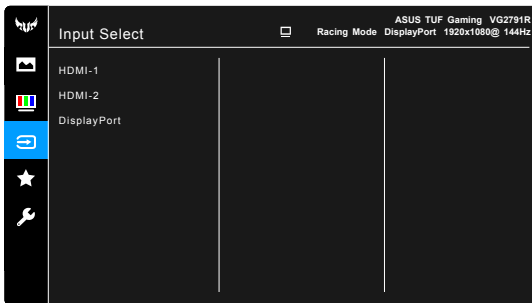 ASUS TUF Gaming VG2791R
Input Select
Racing Mode DisplayPort 1920x1080@ 144Hz
HDMI-1
HDMI-2
DisplayPort